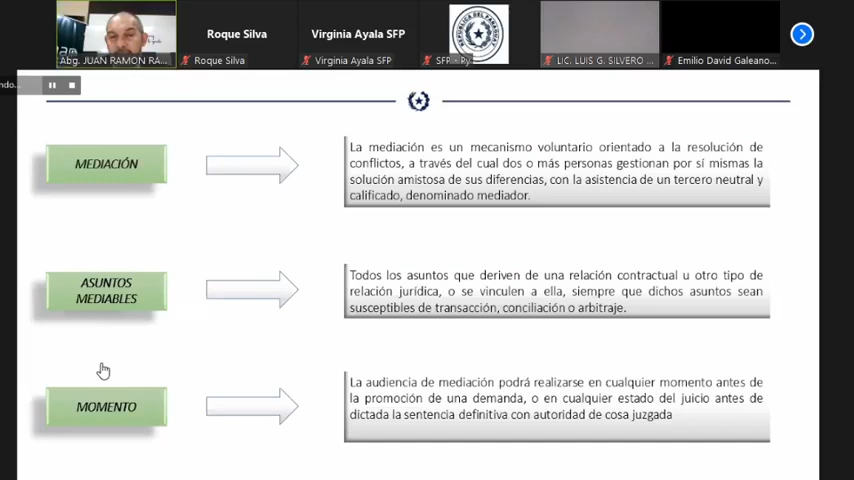 Roque Silva
Virginia Ayala SFP
REPUBLICA DEL PARAGUAY
Abg. JUAN RAMON RA...
Roque Silva
Virginia Ayala SFP
SFP - Py
LIC. LUIS G. SILVERO ...
Emilio David Galeano...
ndo...
MEDIACIÓN
La mediación es un mecanismo voluntario orientado a la resolución de
conflictos, a través del cual dos o más personas gestionan por sí mismas la
solución amistosa de sus diferencias, con la asistencia de un tercero neutral y
calificado, denominado mediador.
ASUNTOS
MEDIABLES
Todos los asuntos que deriven de una relación contractual u otro tipo de
relación jurídica, o se vinculen a ella, siempre que dichos asuntos sean
susceptibles de transacción, conciliación o arbitraje.
MOMENTO
La audiencia de mediación podrá realizarse en cualquier momento antes de
la promoción de una demanda, o en cualquier estado del juicio antes de
dictada la sentencia definitiva con autoridad de cosa juzgada